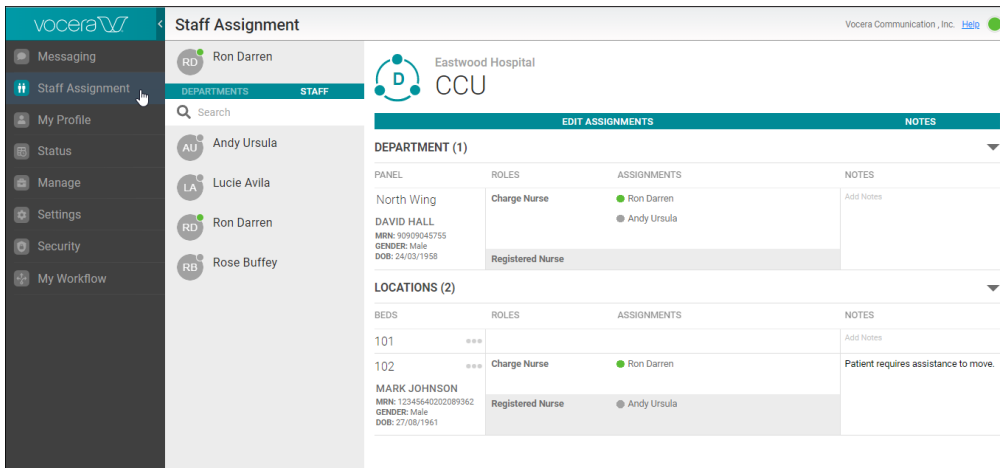 vocera
Staff Assignment
Vocera Communication , Inc. Help
Messaging
Staff Assignment
My Profile
Status
Manage
Settings
Security
My Workflow
RD Ron Darren
DEPARTMENTS STAFF
Search
AU Andy Ursula
LA Lucie Avila
RD Ron Darren
RB Rose Buffey
D
Eastwood Hospital
CCU
EDIT ASSIGNMENTS NOTES
DEPARTMENT (1)
PANEL ROLES ASSIGNMENTS NOTES
North Wing Charge Nurse Ron Darren Add Notes
Andy Ursula
DAVID HALL
MRN: 90909045755
GENDER: Male
DOB: 24/03/1958 Registered Nurse
LOCATIONS (2)
BEDS ROLES ASSIGNMENTS NOTES
101 Add Notes
102 Charge Nurse Ron Darren Patient requires assistance to move.
MARK JOHNSON
MRN: 12345640202089362 Registered Nurse Andy Ursula
GENDER: Male
DOB: 27/08/1961